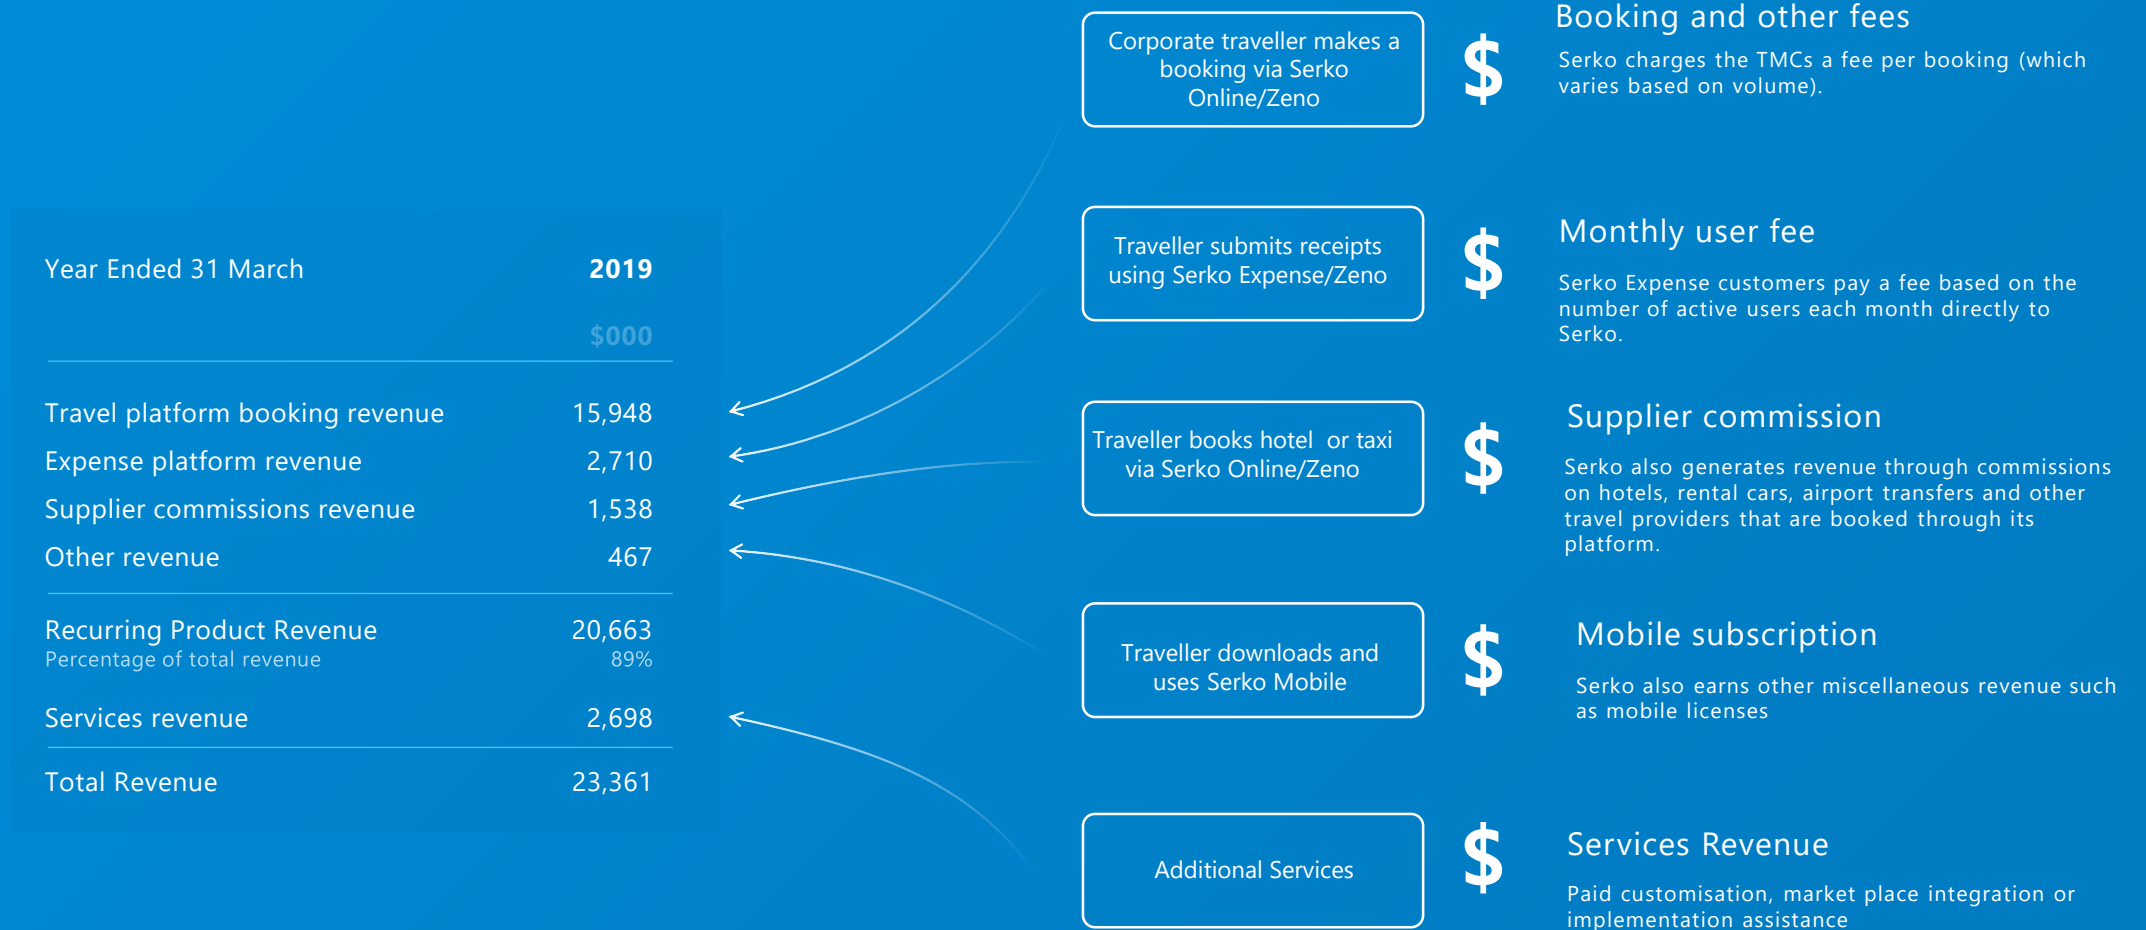 Year Ended 31 March 2019
$000
Travel platform booking revenue 15,948
Expense platform revenue 2,710
Supplier commissions revenue 1,538
Other revenue 467
Recurring Product Revenue 20,663
Percentage of total revenue 89%
Services revenue 2,698
Total Revenue 23,361
Corporate traveller makes a
booking via Serko
Online/Zeno
$
Booking and other fees
Serko charges the TMCs a fee per booking (which
varies based on volume).
Traveller submits receipts
using Serko Expense/Zeno
$
Monthly user fee
Serko Expense customers pay a fee based on the
number of active users each month directly to
Serko.
Traveller books hotel or taxi
via Serko Online/Zeno
$
Supplier commission
Serko also generates revenue through commissions
on hotels, rental cars, airport transfers and other
travel providers that are booked through its
platform.
Traveller downloads and
uses Serko Mobile
$
Mobile subscription
Serko also earns other miscellaneous revenue such
as mobile licenses
Additional Services
$
Services Revenue
Paid customisation, market place integration or
implementation assistance